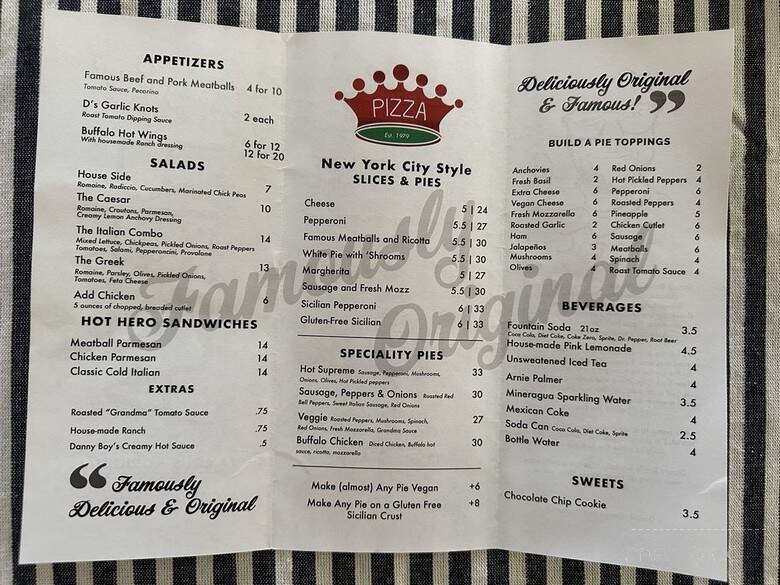 APPETIZERS
Famous Beef and Pork Meatballs 4 for 10
Tomato Sauce, Pecorino
D's Garlic Knots
Roast Tomato Dipping Sauce 2 each
Buffalo Hot Wings 6 for 12
With housemade Ranch dressing 12 for 20
SALADS
House Side 7
Romaine, Radiccio, Cucumbers, Marinated Chick Peas
The Caesar 10
Romaine, Croutons, Parmesan,
Creamy Lemon Anchovy Dressing
The Italian Combo 14
Mixed Lettuce, Chickpeas, Pickled Onions, Roast Peppers
Tomatoes, Salami, Pepperoncini, Provolone
The Greek 13
Romaine, Parsley, Olives, Pickled Onions,
Tomatoes, Feta Cheese
Add Chicken 6
5 ounces of chopped, breaded cutlet
HOT HERO SANDWICHES
Meatball Parmesan 14
Chicken Parmesan 14
Classic Cold Italian 14
EXTRAS
Roasted "Grandma" Tomato Sauce .75
House-made Ranch .75
Danny Boy's Creamy Hot Sauce .5
“ Famously
Delicious & Original
PIZZA
Est. 1979
New York City Style
SLICES & PIES
Cheese 5 | 24
Pepperoni 5.5 | 27
Famous Meatballs and Ricotta 5.5 | 30
White Pie with 'Shrooms 5.5 | 30
Margherita 5 | 27
Sausage and Fresh Mozz 5.5 | 30
Sicilian Pepperoni 6 | 33
Gluten-Free Sicilian 6 | 33
Famously
Original
SPECIALITY PIES
Hot Supreme Sausage, Pepperoni, Mushrooms, 33
Onions, Olives, Hot Pickled peppers
Sausage, Peppers & Onions Roasted Red 30
Bell Peppers, Sweet Italian Sausage, Red Onions
Veggie Roasted Peppers, Mushrooms, Spinach, 27
Red Onions, Fresh Mozzarella, Grandma Sauce
Buffalo Chicken Diced Chicken, Buffalo hot 30
sauce, ricotta, mozzarella
Make (almost) Any Pie Vegan +6
Make Any Pie on a Gluten Free +8
Sicilian Crust
Deliciously Original
& Famous! ”
BUILD A PIE TOPPINGS
Anchovies 4
Fresh Basil 2
Extra Cheese 6
Vegan Cheese 6
Fresh Mozzarella 6
Roasted Garlic 2
Ham 6
Jalapeños 3
Mushrooms 4
Olives 4
Red Onions 2
Hot Pickled Peppers 4
Pepperoni 6
Roasted Peppers 4
Pineapple 5
Chicken Cutlet 6
Sausage 6
Meatballs 6
Spinach 4
Roast Tomato Sauce 4
BEVERAGES
Fountain Soda 21oz 3.5
Coca Cola, Diet Coke, Coke Zero, Sprite, Dr. Pepper, Root Beer
House-made Pink Lemonade 4.5
Unsweetened Iced Tea 4
Arnie Palmer 4
Mineragua Sparkling Water 3.5
Mexican Coke 4
Soda Can Coca Cola, Diet Coke, Sprite 2.5
Bottle Water 4
SWEETS
Chocolate Chip Cookie 3.5